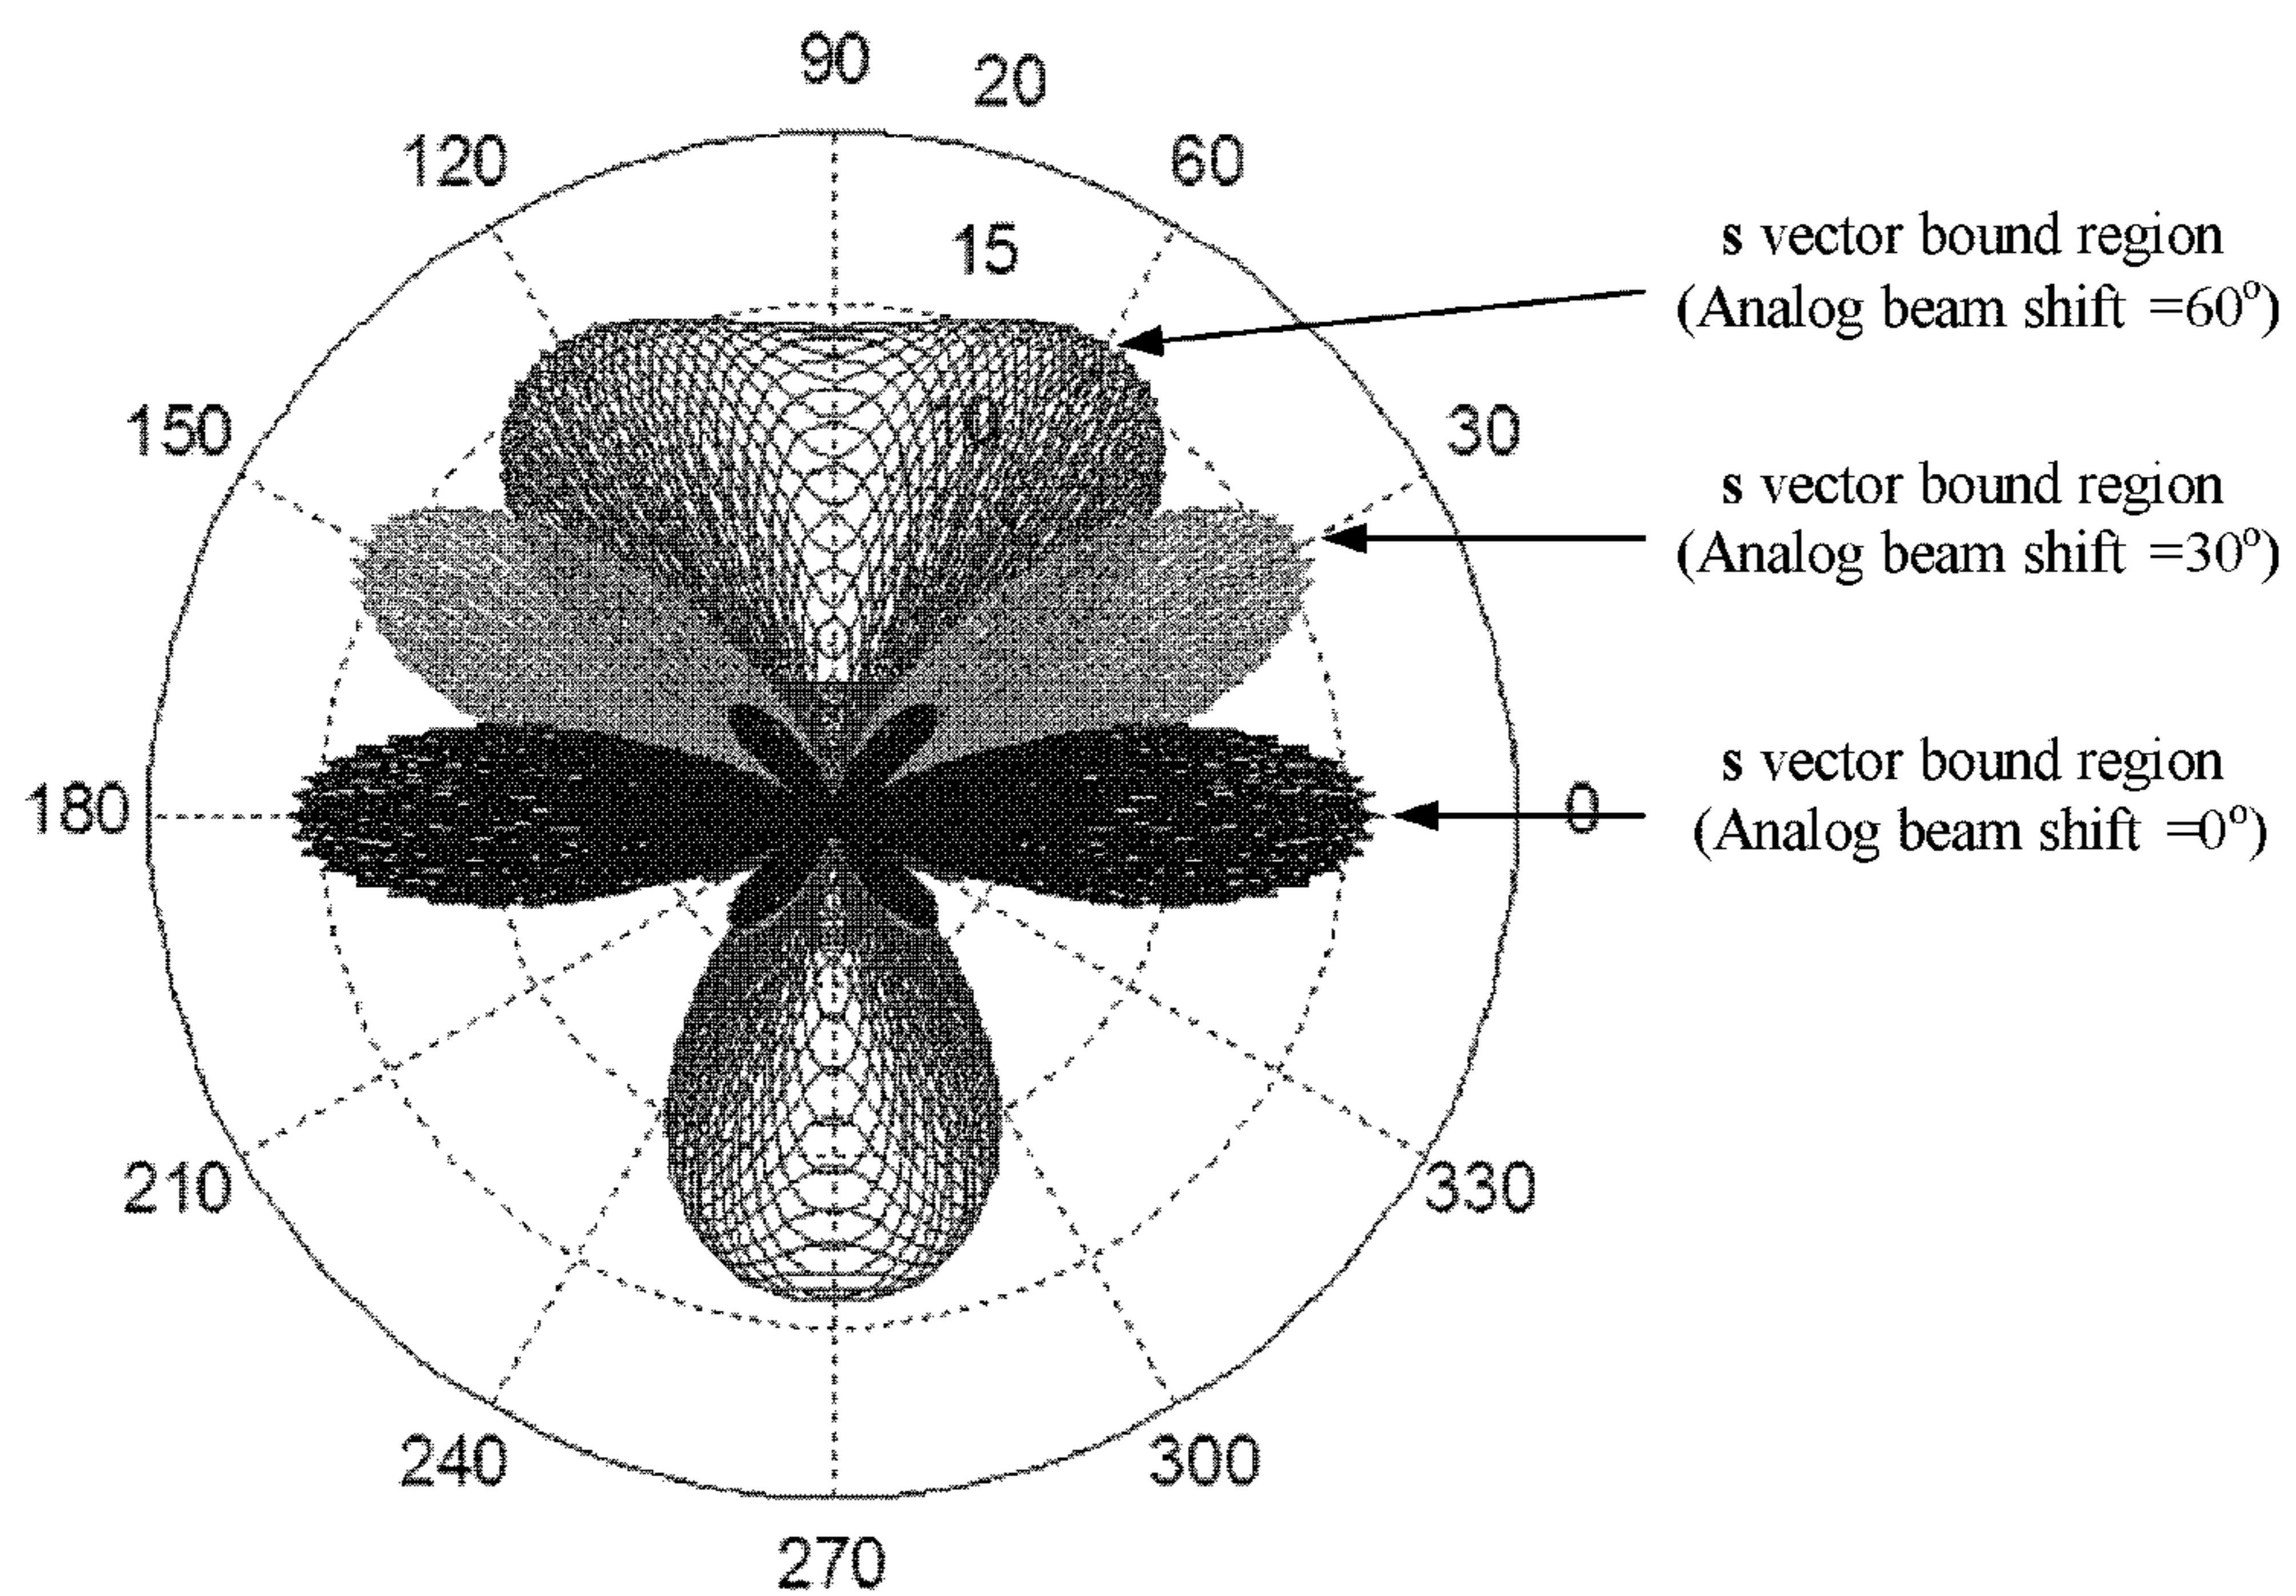 90
20
120
60
15
s vector bound region
(Analog beam shift =60°)
150
30
s vector bound region
(Analog beam shift =30°)
180
0
s vector bound region
(Analog beam shift =0°)
210
330
240
300
270